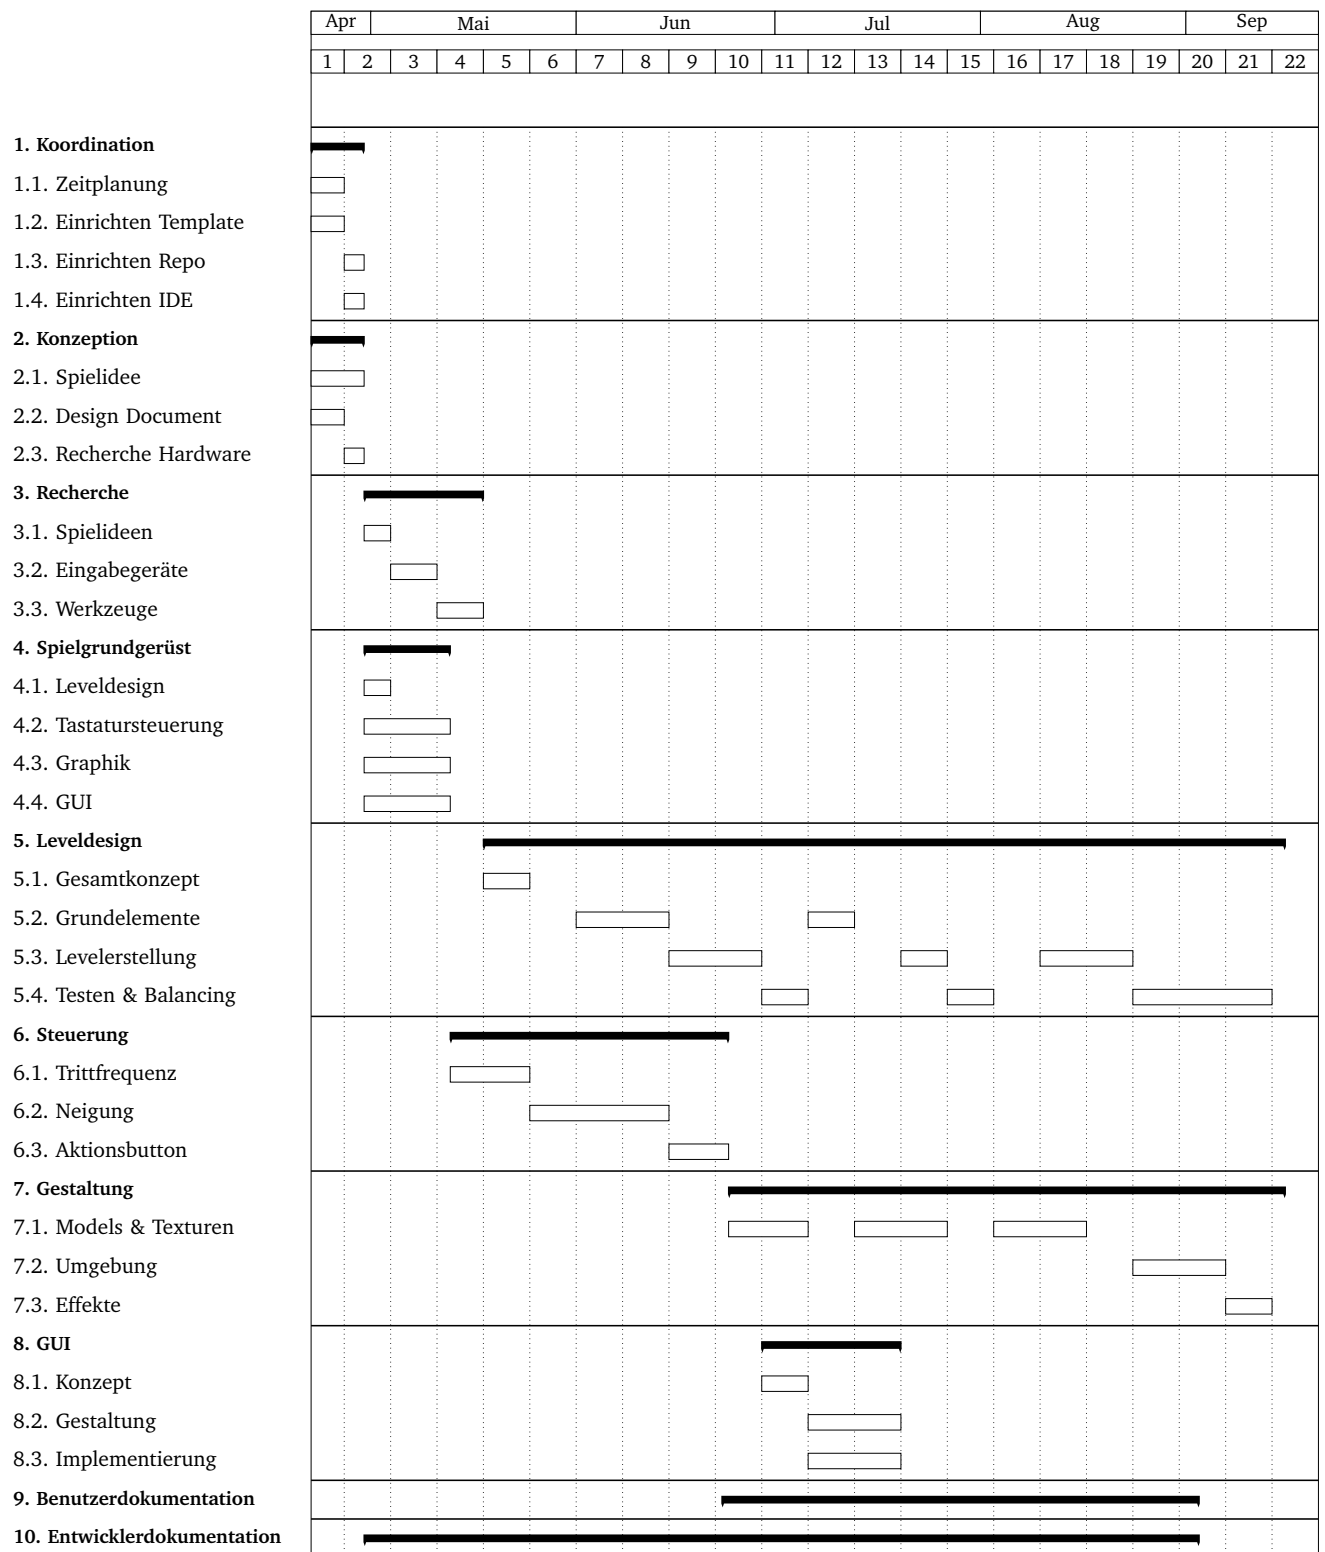 Apr Mai Jun Jul Aug Sep
1 2 3 4 5 6 7 8 9 10 11 12 13 14 15 16 17 18 19 20 21 22
1. Koordination
1.1. Zeitplanung
1.2. Einrichten Template
1.3. Einrichten Repo
1.4. Einrichten IDE
2. Konzeption
2.1. Spielidee
2.2. Design Document
2.3. Recherche Hardware
3. Recherche
3.1. Spielideen
3.2. Eingabegeräte
3.3. Werkzeuge
4. Spielgrundgerüst
4.1. Leveldesign
4.2. Tastatursteuerung
4.3. Graphik
4.4. GUI
5. Leveldesign
5.1. Gesamtkonzept
5.2. Grundelemente
5.3. Levelerstellung
5.4. Testen & Balancing
6. Steuerung
6.1. Trittfrequenz
6.2. Neigung
6.3. Aktionsbutton
7. Gestaltung
7.1. Models & Texturen
7.2. Umgebung
7.3. Effekte
8. GUI
8.1. Konzept
8.2. Gestaltung
8.3. Implementierung
9. Benutzerdokumentation
10. Entwicklerdokumentation